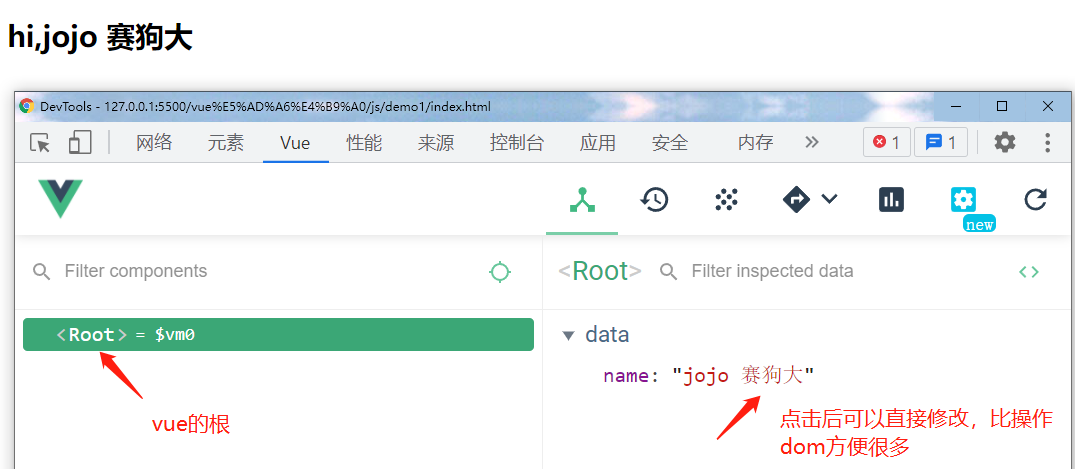 hi,jojo 赛狗大
DevTools - 127.0.0.1:5500/vue%E5%AD%A6%E4%B9%A0/js/demo1/index.html
网络 元素 Vue 性能 来源 控制台 应用 安全 内存 1 1
new
Filter components
<Root> Filter inspected data
<Root> = $vm0
data
name: "jojo 赛狗大"
vue的根
点击后可以直接修改，比操作
dom方便很多